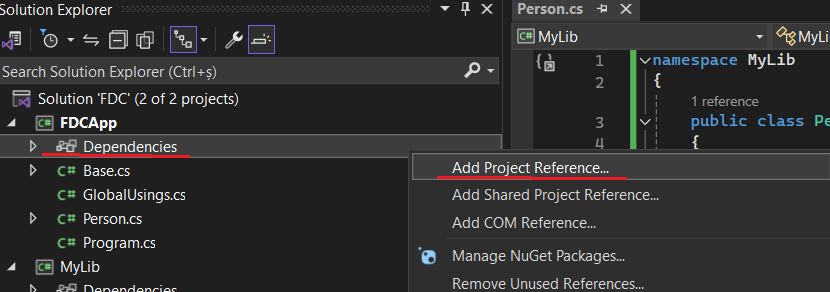 Solution Explorer
Search Solution Explorer (Ctrl+ş)
Solution 'FDC' (2 of 2 projects)
FDCApp
Dependencies
Base.cs
GlobalUsings.cs
Person.cs
Program.cs
MyLib
Dependencies
Person.cs
MyLib
MyLi
1 namespace MyLib
2 {
1 reference
3 public class Pe
4 {
Add Project Reference...
Add Shared Project Reference...
Add COM Reference...
Manage NuGet Packages...
Remove Unused References...